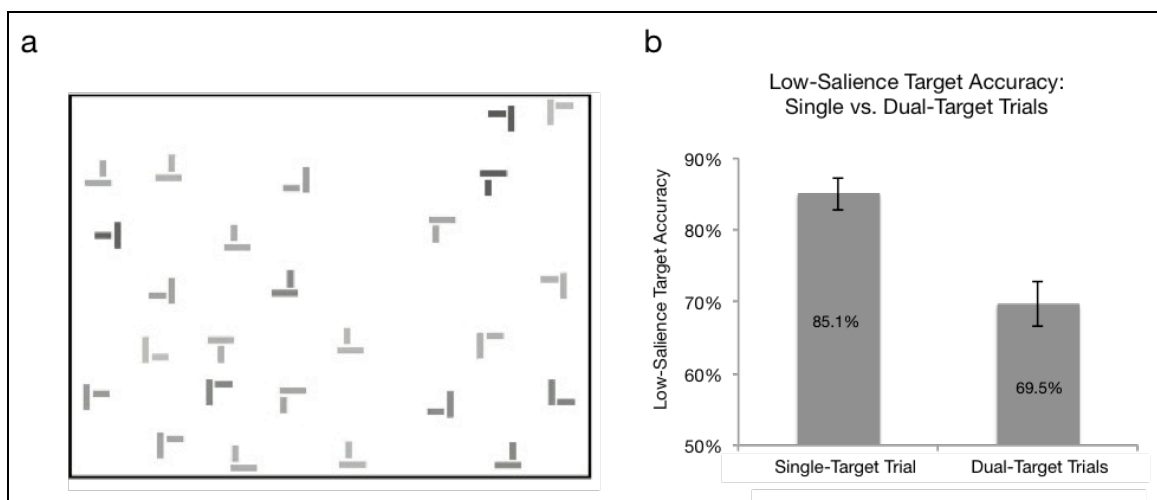 a
b
Low-Salience Target Accuracy:
Single vs. Dual-Target Trials
Low-Salience Target Accuracy
90%
80%
70%
60%
50%
85.1%
69.5%
Single-Target Trial
Dual-Target Trials